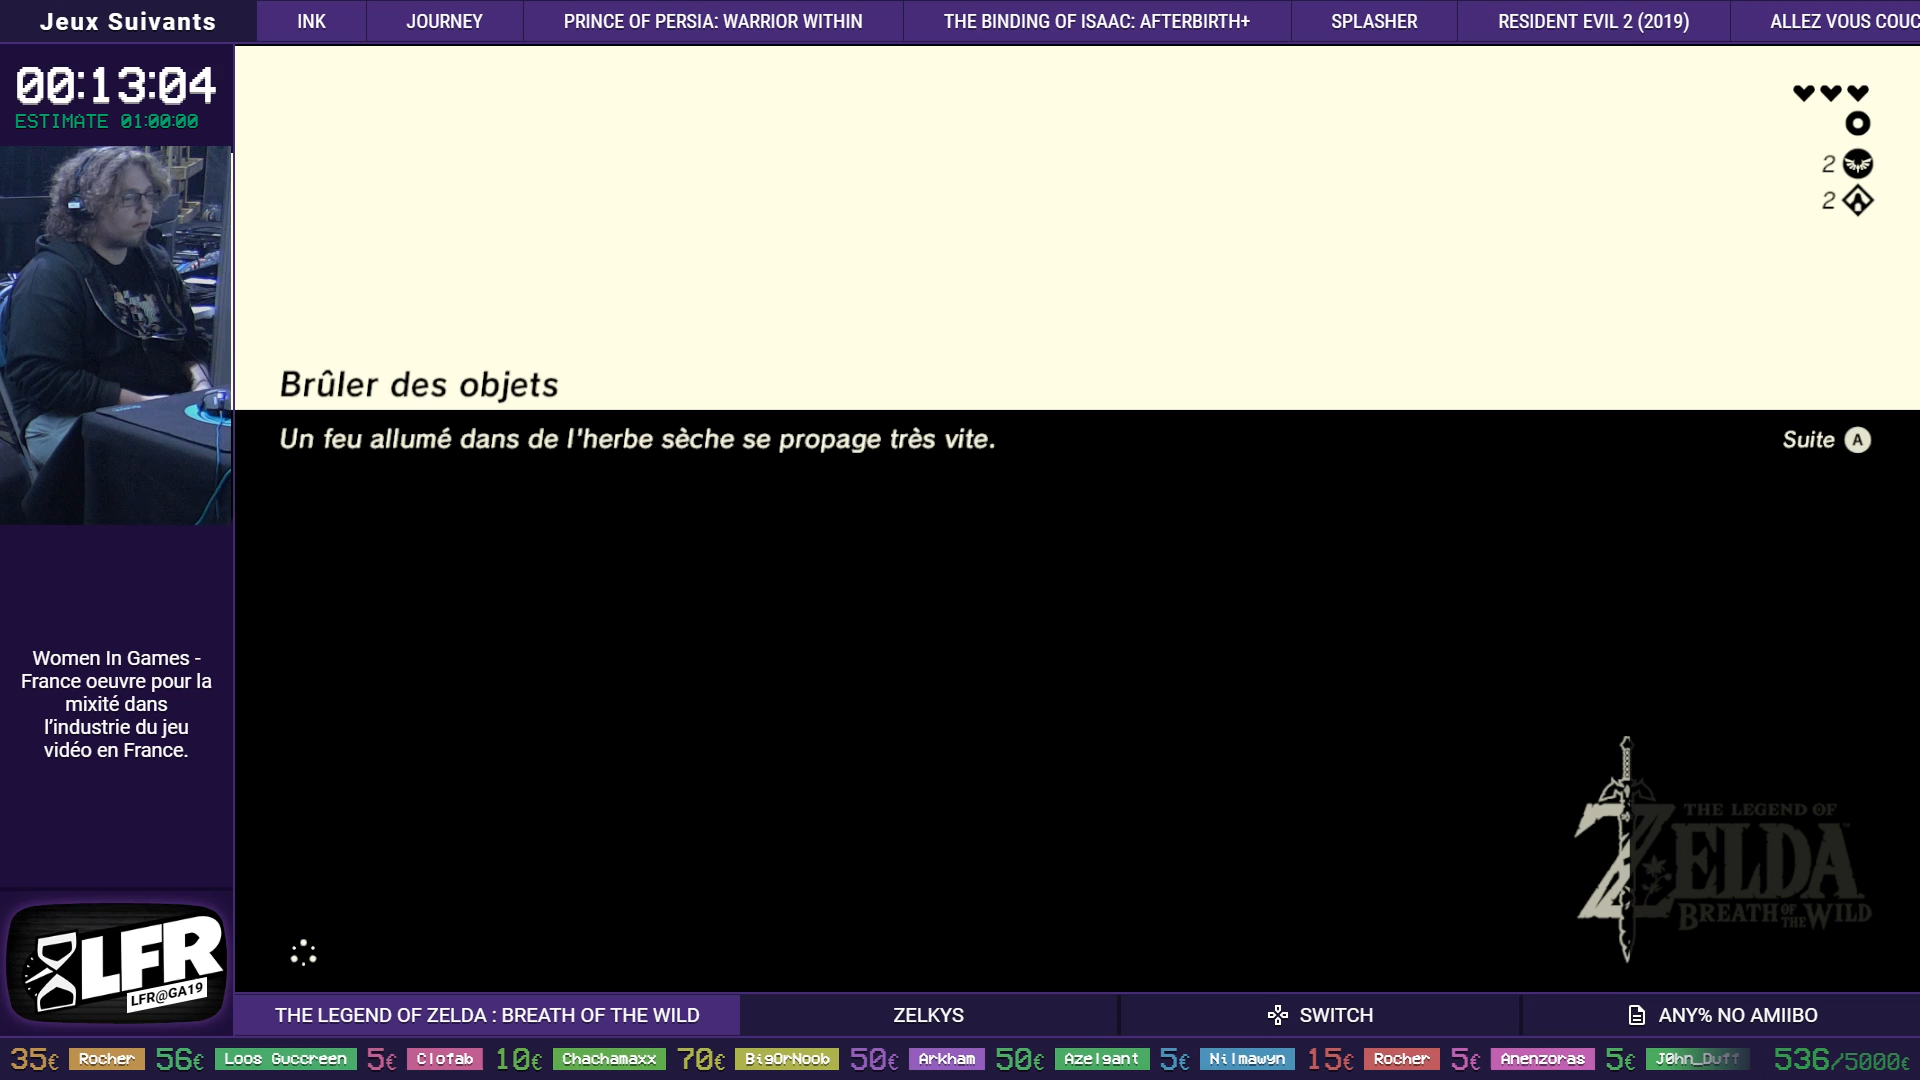 Jeux Suivants
INK
JOURNEY
PRINCE OF PERSIA: WARRIOR WITHIN
THE BINDING OF ISAAC: AFTERBIRTH+
SPLASHER
RESIDENT EVIL 2 (2019)
ALLEZ VOUS COUC
00:13:04
ESTIMATE 01:00:00
2
2
Brûler des objets
Un feu allumé dans de l'herbe sèche se propage très vite.
Suite A
Women In Games -
France oeuvre pour la
mixité dans
l'industrie du jeu
vidéo en France.
THE LEGEND OF
ZELDA
BREATH OF THE WILD
LFR
LFR@GA19
THE LEGEND OF ZELDA : BREATH OF THE WILD
ZELKYS
SWITCH
ANY% NO AMIIBO
35€ Rocher 56€ Loos Guccreen 5€ Clofab 10€ Chachamaxx 70€ BigOrNoob 50€ Arkham 50€ Azelgant 5€ Nilmawyn 15€ Rocher 5€ Anenzoras 5€ J0hn_Duff 536/5000€